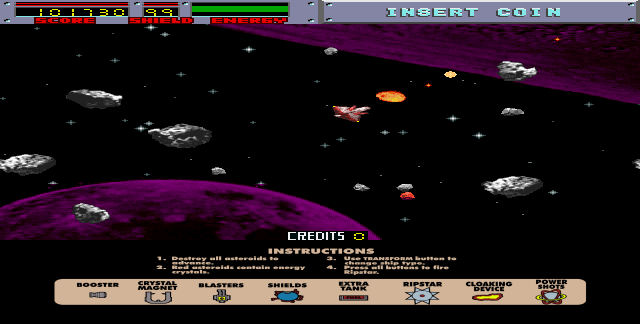 101730 99 INSERT COIN
SCORE SHIELD ENERGY
CREDITS 0
INSTRUCTIONS
1. Destroy all asteroids to advance.
2. Red asteroids contain energy crystals.
3. Use TRANSFORM button to change ship type.
4. Press all buttons to fire Ripstar.
BOOSTER
CRYSTAL
MAGNET
BLASTERS
SHIELDS
EXTRA
TANK
RIPSTAR
CLOAKING
DEVICE
POWER
SHOTS